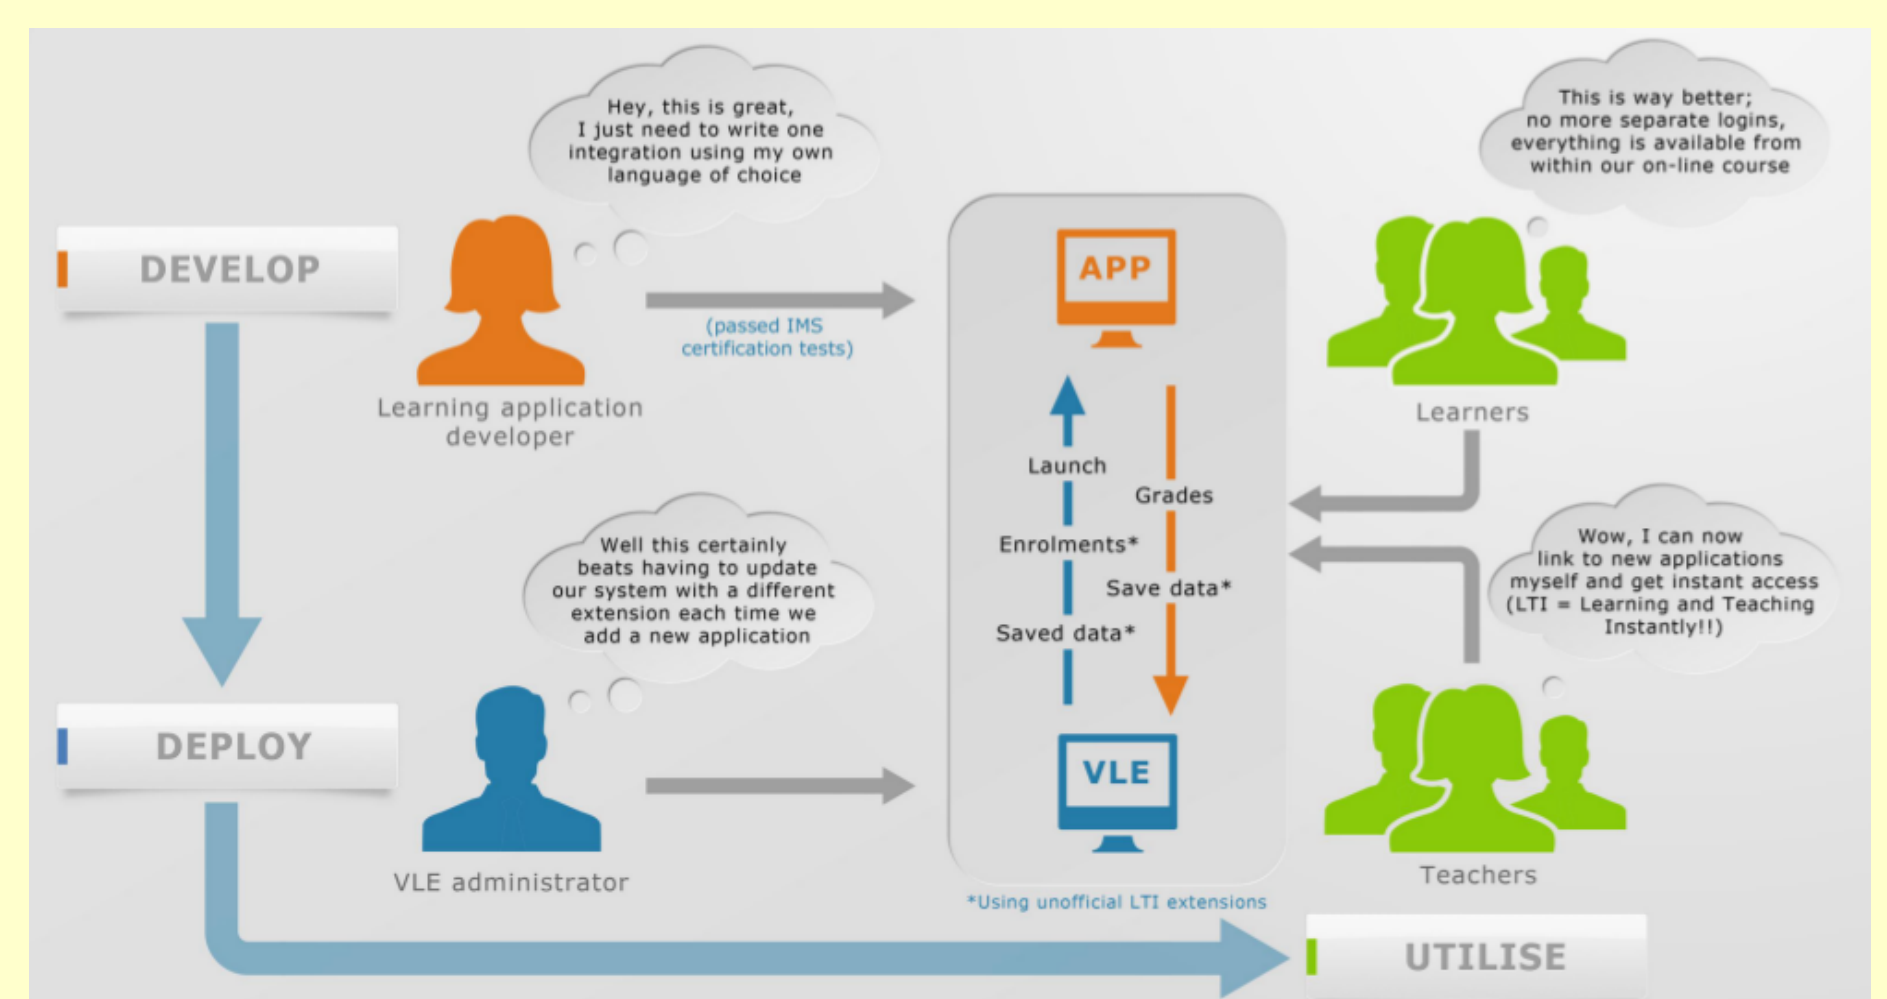 Hey, this is great,
I just need to write one
integration using my own
language of choice
This is way better;
no more separate logins,
everything is available from
within our on-line course
DEVELOP
APP
(passed IMS
certification tests)
Learning application
developer
Learners
Launch
Grades
Enrolments*
Save data*
Saved data*
Well this certainly
beats having to update
our system with a different
extension each time we
add a new application
Wow, I can now
link to new applications
myself and get instant access
(LTI = Learning and Teaching
Instantly!!)
DEPLOY
VLE
VLE administrator
Teachers
*Using unofficial LTI extensions
UTILISE